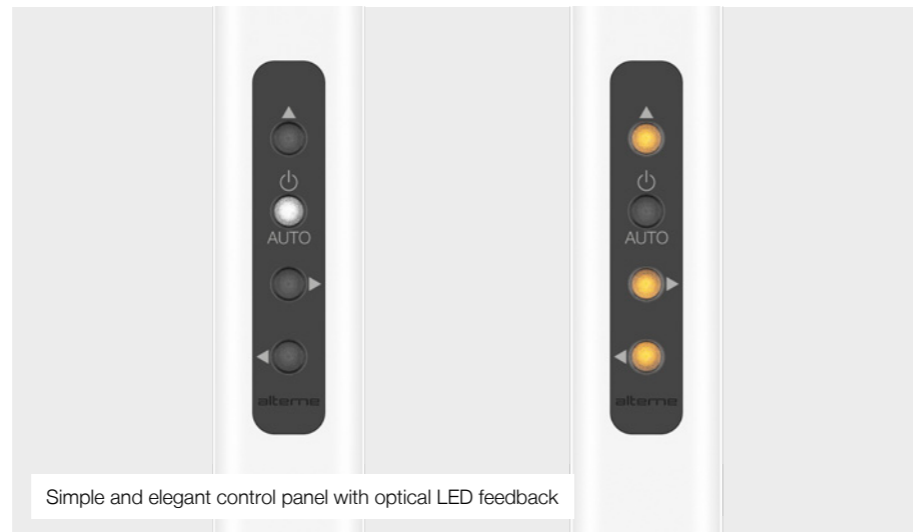 AUTO
alterne
AUTO
alterne
Simple and elegant control panel with optical LED feedback